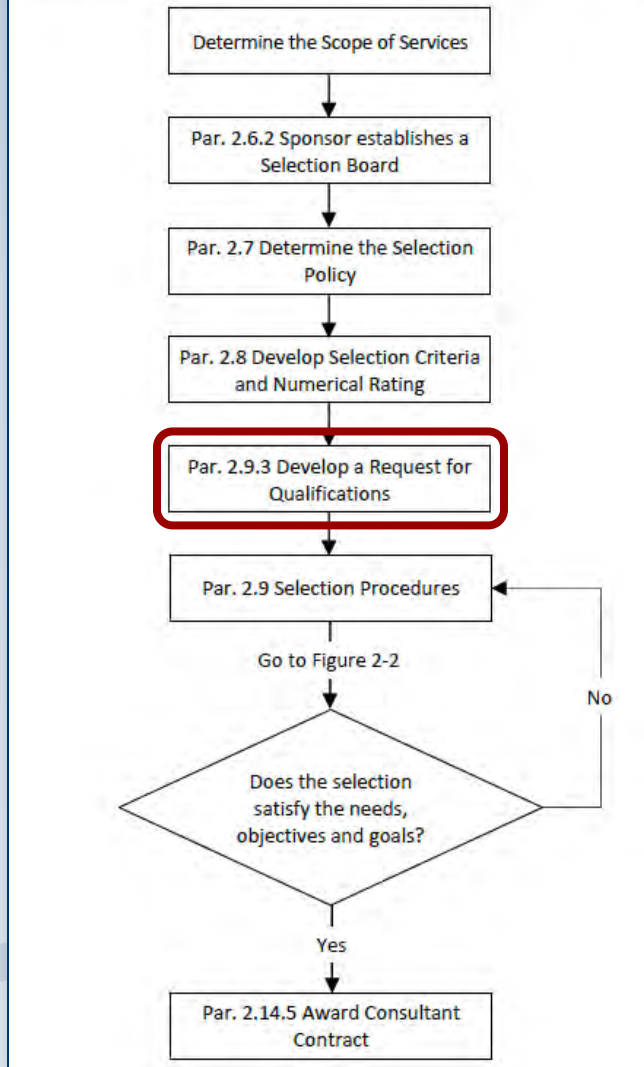 Determine the Scope of Services
Par. 2.6.2 Sponsor establishes a
Selection Board
Par. 2.7 Determine the Selection
Policy
Par. 2.8 Develop Selection Criteria
and Numerical Rating
Par. 2.9.3 Develop a Request for
Qualifications
Par. 2.9 Selection Procedures
Go to Figure 2-2
No
Does the selection
satisfy the needs,
objectives and goals?
Yes
Par. 2.14.5 Award Consultant
Contract